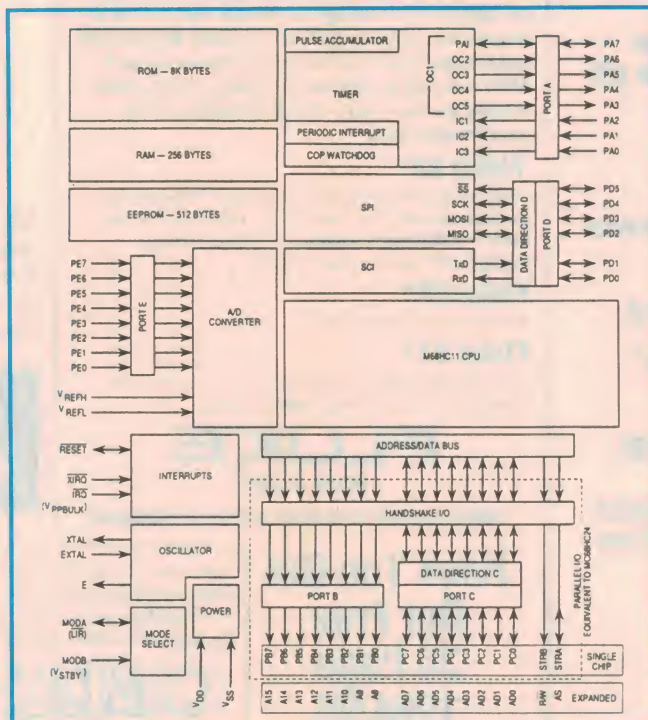 ROM — 8K BYTES
RAM — 256 BYTES
EEPROM — 512 BYTES
PULSE ACCUMULATOR
TIMER
PERIODIC INTERRUPT
COP WATCHDOG
OC1
PAI
OC2
OC3
OC4
OC5
IC1
IC2
IC3
PORT A
PA7
PA6
PA5
PA4
PA3
PA2
PA1
PA0
SPI
SS
SCK
MOSI
MISO
SCI
TxD
RxD
DATA DIRECTION D
PORT D
PD5
PD4
PD3
PD2
PD1
PD0
PE7
PE6
PE5
PE4
PE3
PE2
PE1
PE0
PORT E
A/D
CONVERTER
VREFH
VREFL
M68HC11 CPU
RESET
XIRQ
IRQ
(VPPBULK)
INTERRUPTS
XTAL
EXTAL
E
OSCILLATOR
MODA
(LIR)
MODB
(VSTBY)
MODE
SELECT
POWER
VDD
VSS
ADDRESS/DATA BUS
HANDSHAKE I/O
DATA DIRECTION C
PORT B
PORT C
PARALLEL I/O
EQUIVALENT TO MC68HC24
PB7 PB6 PB5 PB4 PB3 PB2 PB1 PB0 PC7 PC6 PC5 PC4 PC3 PC2 PC1 PC0 STRB STRA
SINGLE
CHIP
A15 A14 A13 A12 A11 A10 A9 A8 AD7 AD6 AD5 AD4 AD3 AD2 AD1 AD0 R/W AS EXPANDED